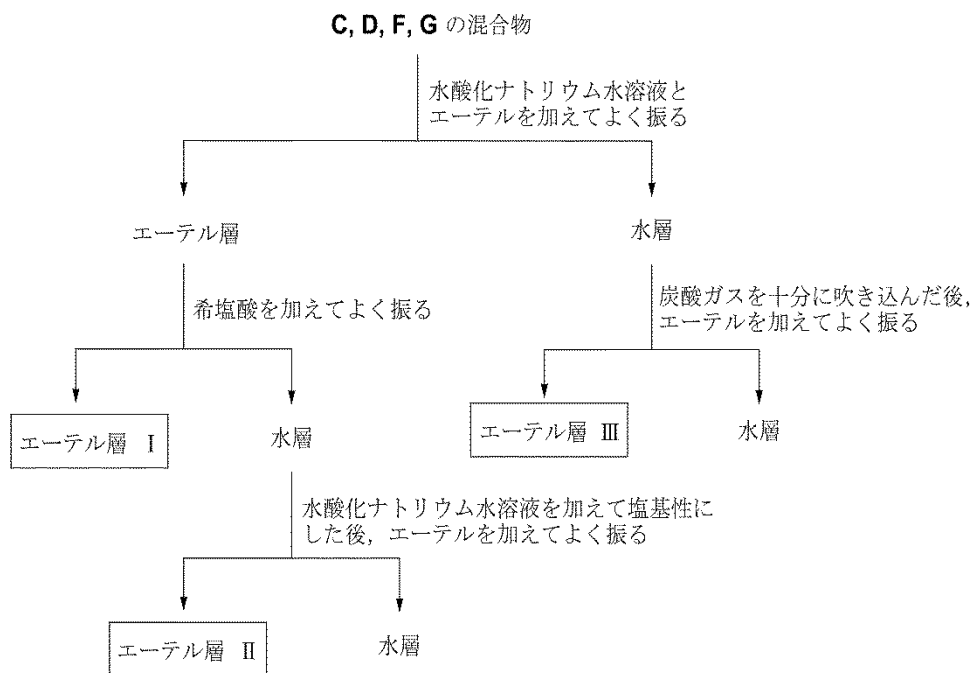 C, D, F, G の混合物
水酸化ナトリウム水溶液と
エーテルを加えてよく振る
エーテル層
水層
希塩酸を加えてよく振る
炭酸ガスを十分に吹き込んだ後,
エーテルを加えてよく振る
エーテル層 Ⅰ
水層
エーテル層 Ⅲ
水層
水酸化ナトリウム水溶液を加えて塩基性に
した後, エーテルを加えてよく振る
エーテル層 Ⅱ
水層